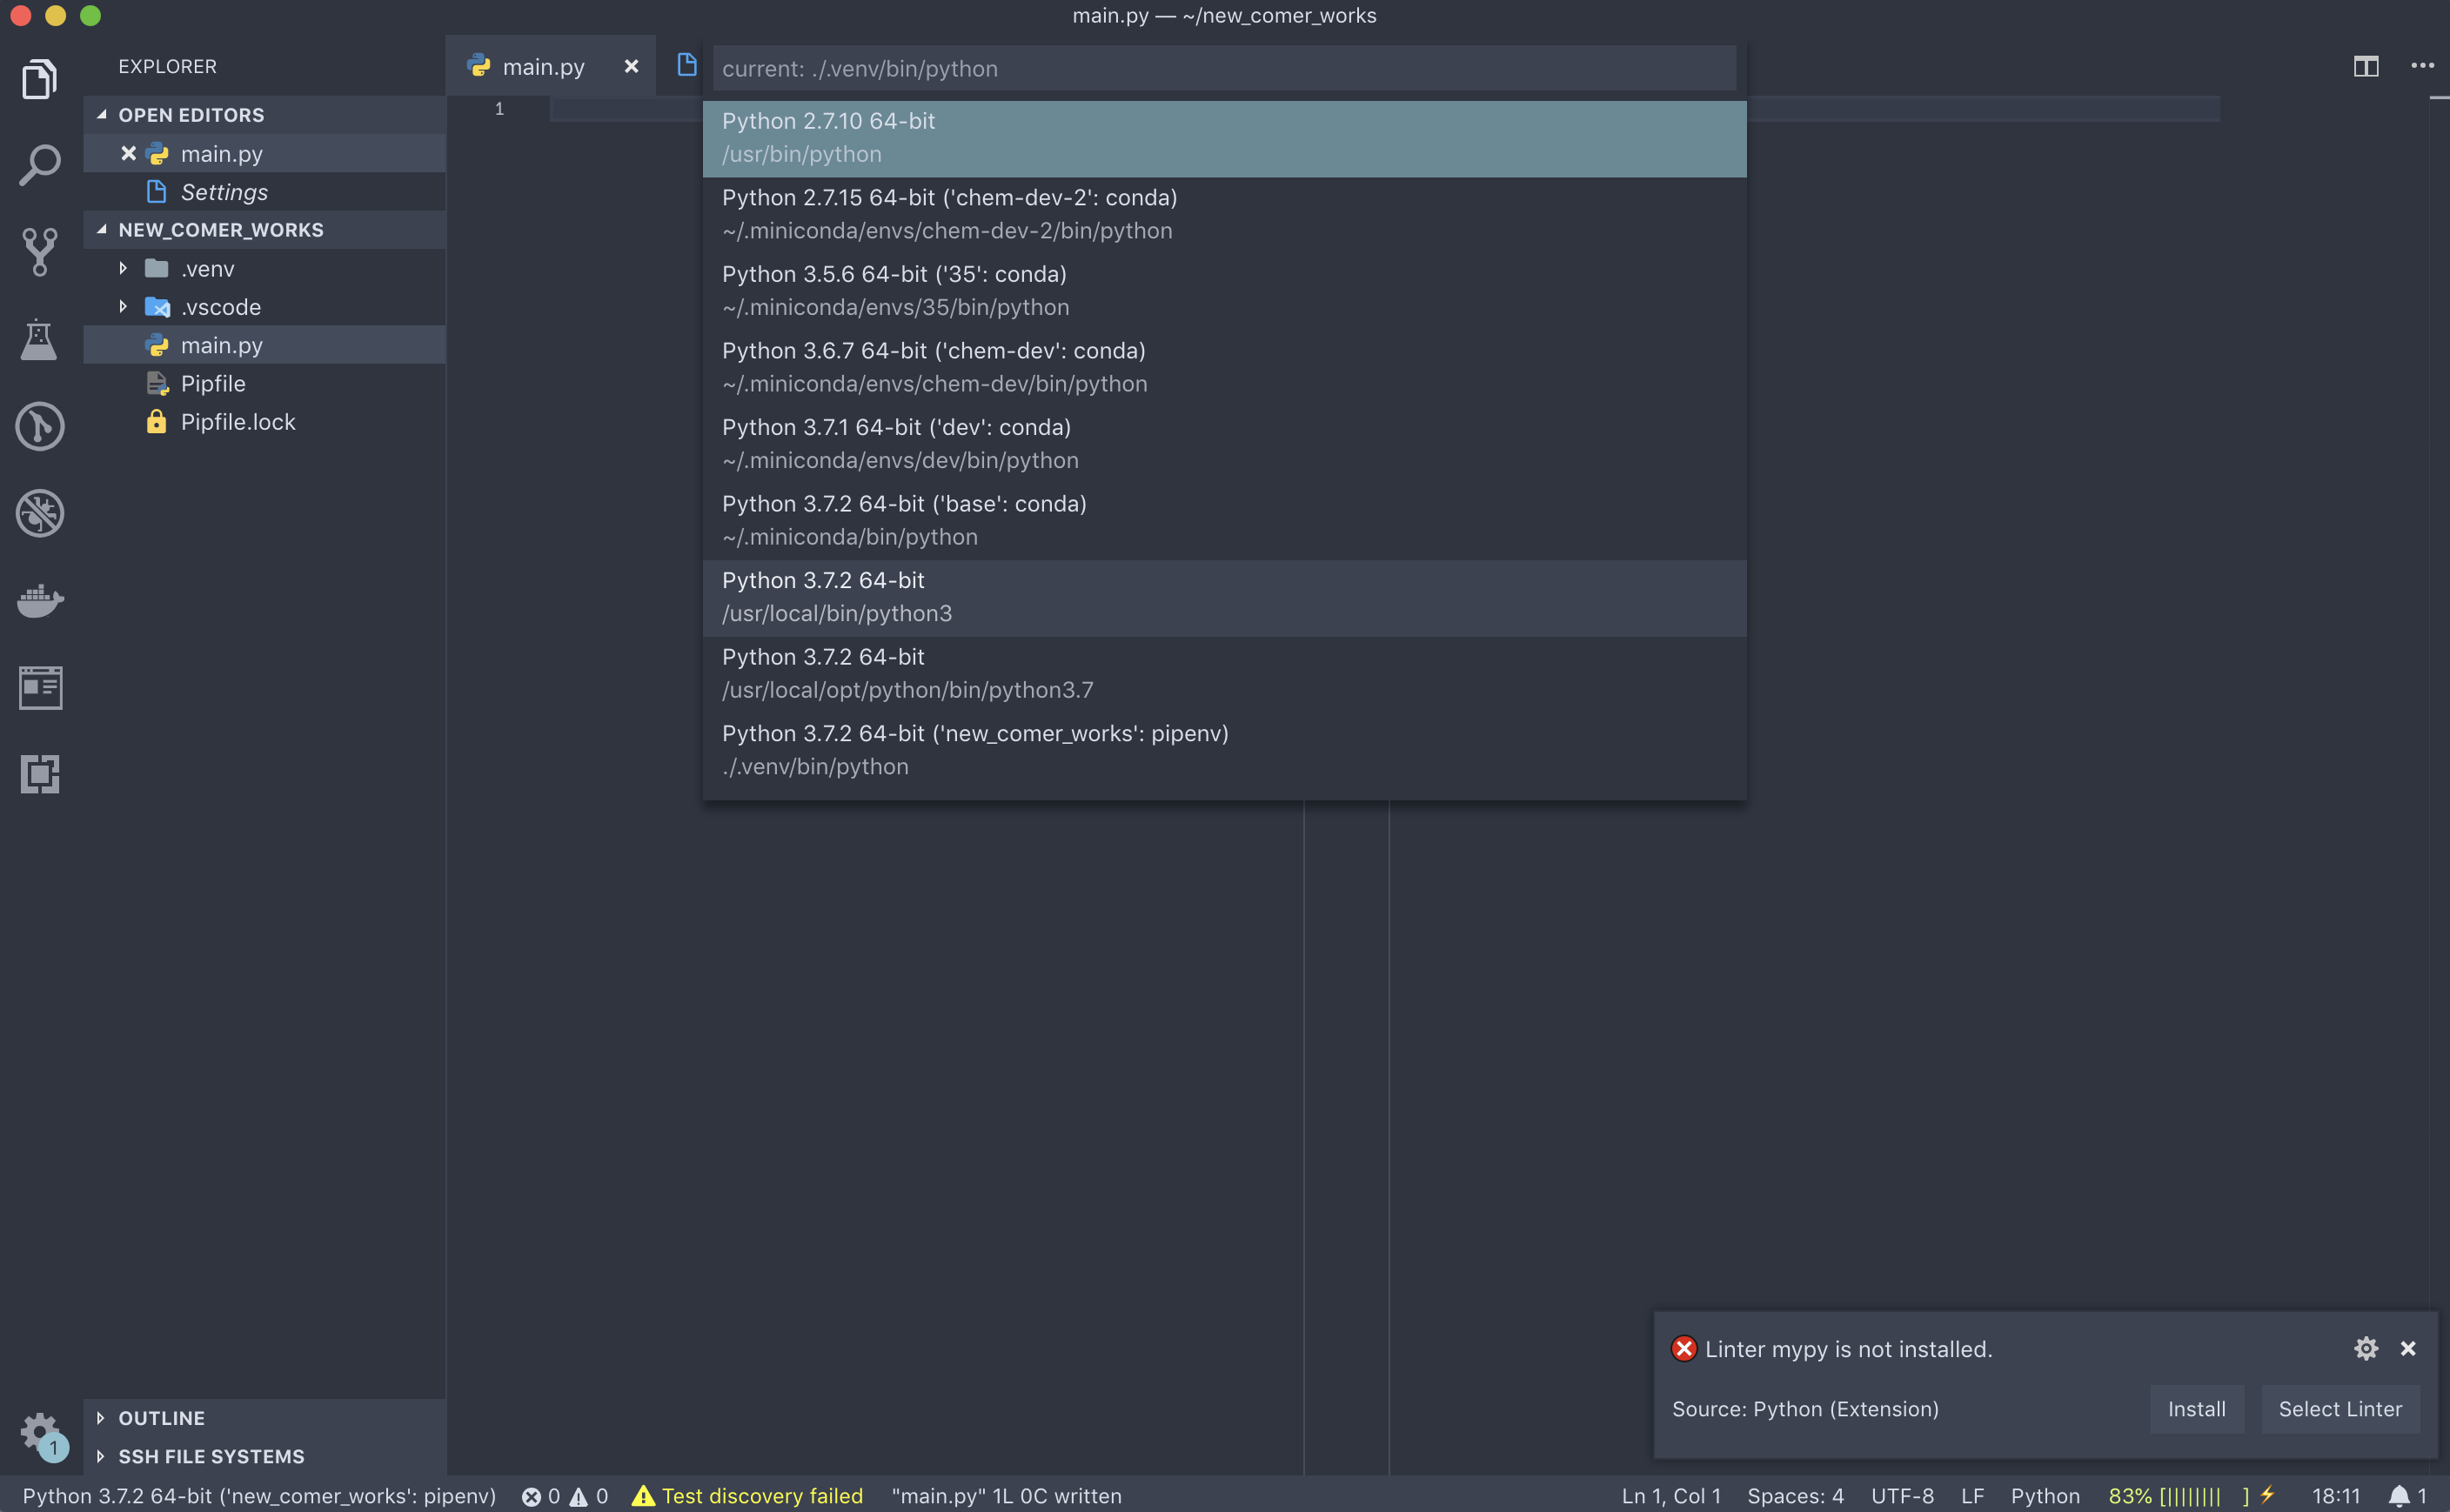 main.py — ~/new_comer_works
EXPLORER
OPEN EDITORS
main.py
Settings
NEW_COMER_WORKS
.venv
.vscode
main.py
Pipfile
Pipfile.lock
OUTLINE
SSH FILE SYSTEMS
1
main.py
1
current: ./.venv/bin/python
Python 2.7.10 64-bit
/usr/bin/python
Python 2.7.15 64-bit ('chem-dev-2': conda)
~/.miniconda/envs/chem-dev-2/bin/python
Python 3.5.6 64-bit ('35': conda)
~/.miniconda/envs/35/bin/python
Python 3.6.7 64-bit ('chem-dev': conda)
~/.miniconda/envs/chem-dev/bin/python
Python 3.7.1 64-bit ('dev': conda)
~/.miniconda/envs/dev/bin/python
Python 3.7.2 64-bit ('base': conda)
~/.miniconda/bin/python
Python 3.7.2 64-bit
/usr/local/bin/python3
Python 3.7.2 64-bit
/usr/local/opt/python/bin/python3.7
Python 3.7.2 64-bit ('new_comer_works': pipenv)
./.venv/bin/python
Linter mypy is not installed.
Source: Python (Extension)
Install
Select Linter
Python 3.7.2 64-bit ('new_comer_works': pipenv) 0 0 Test discovery failed "main.py" 1L 0C written Ln 1, Col 1 Spaces: 4 UTF-8 LF Python 83% [|||||||| ] ⚡ 18:11 1